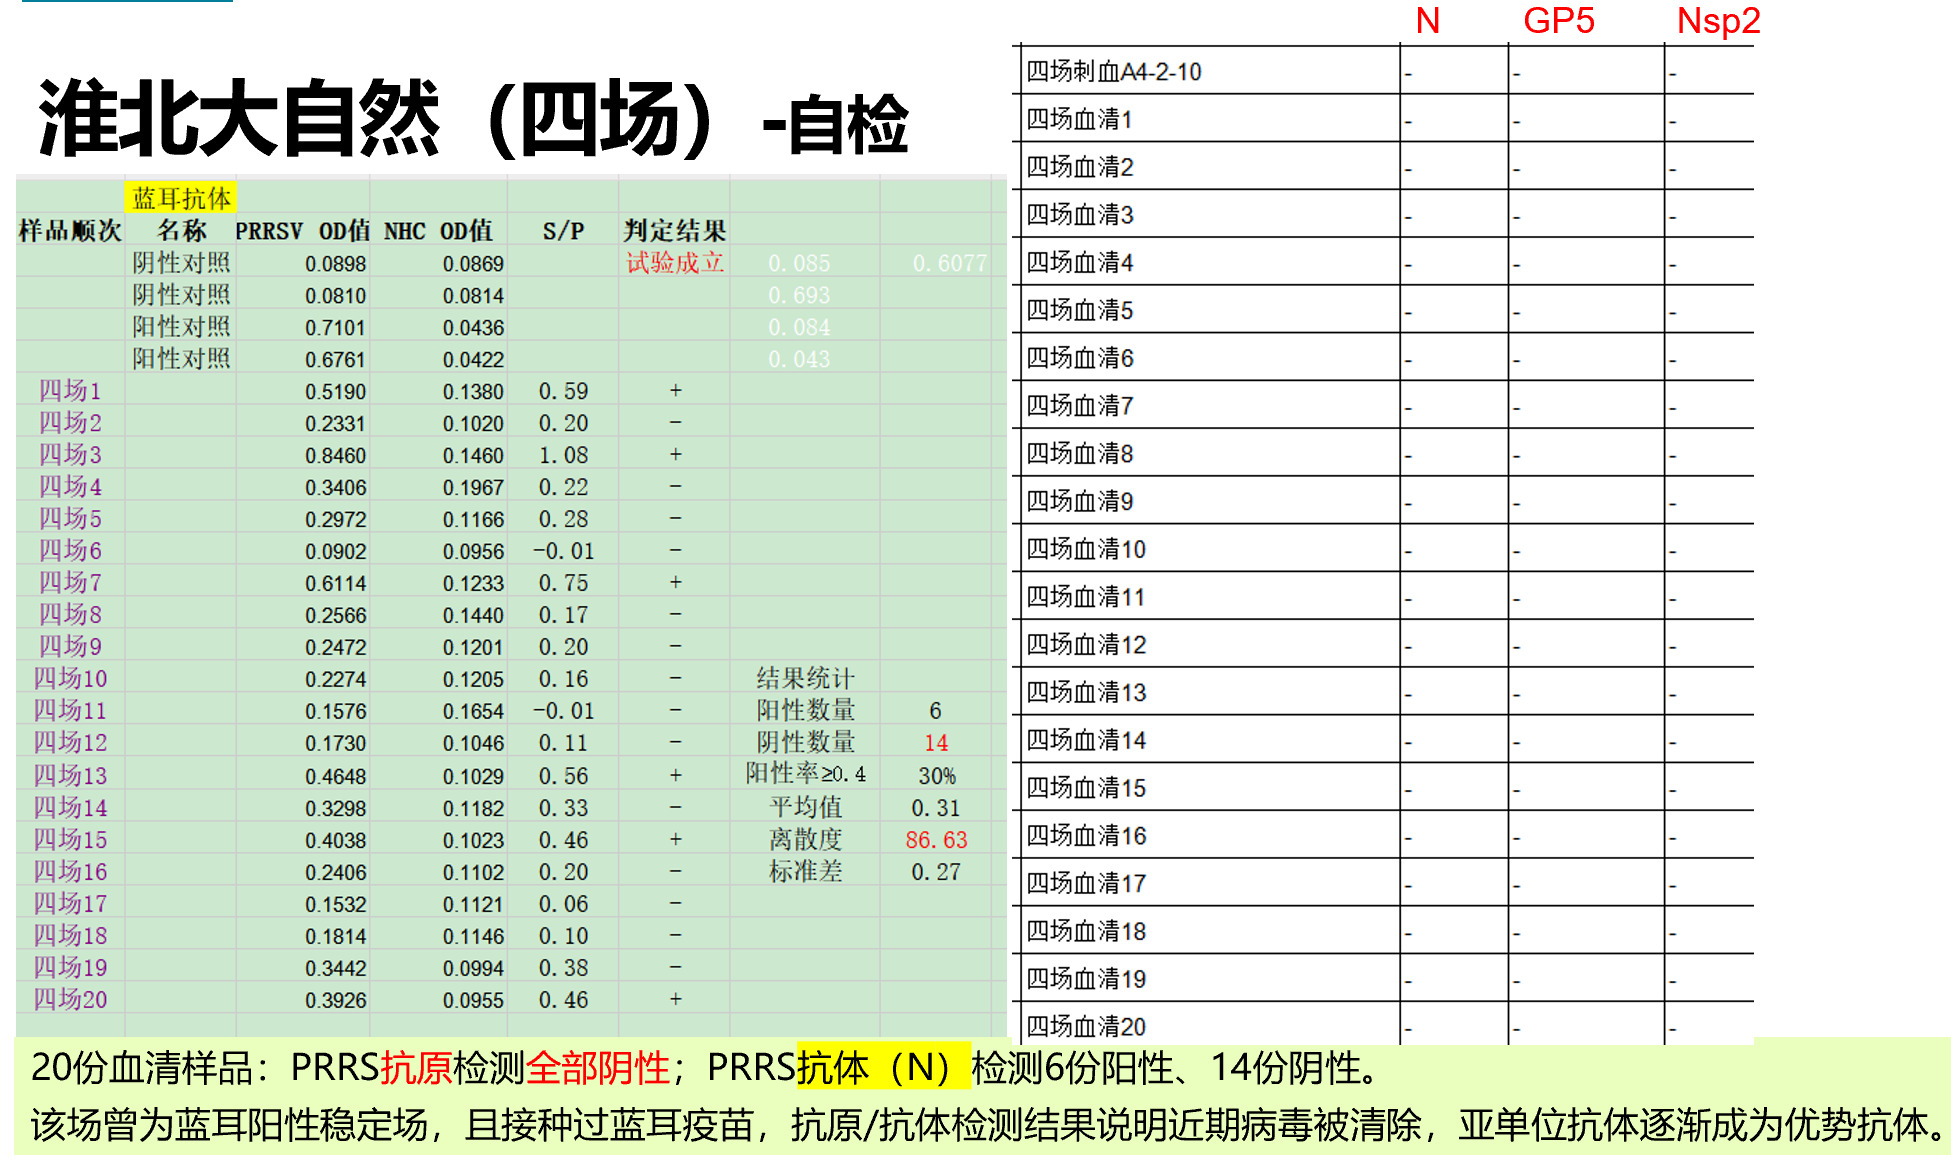 淮北大自然（四场）-自检
蓝耳抗体
样品顺次 名称 PRRSV OD值 NHC OD值 S/P 判定结果
阴性对照 0.0898 0.0869 试验成立 0.085 0.6077
阴性对照 0.0810 0.0814 0.693
阳性对照 0.7101 0.0436 0.084
阳性对照 0.6761 0.0422 0.043
四场1 0.5190 0.1380 0.59 +
四场2 0.2331 0.1020 0.20 -
四场3 0.8460 0.1460 1.08 +
四场4 0.3406 0.1967 0.22 -
四场5 0.2972 0.1166 0.28 -
四场6 0.0902 0.0956 -0.01 -
四场7 0.6114 0.1233 0.75 +
四场8 0.2566 0.1440 0.17 -
四场9 0.2472 0.1201 0.20 -
四场10 0.2274 0.1205 0.16 - 结果统计
四场11 0.1576 0.1654 -0.01 - 阳性数量 6
四场12 0.1730 0.1046 0.11 - 阴性数量 14
四场13 0.4648 0.1029 0.56 + 阳性率≥0.4 30%
四场14 0.3298 0.1182 0.33 - 平均值 0.31
四场15 0.4038 0.1023 0.46 + 离散度 86.63
四场16 0.2406 0.1102 0.20 - 标准差 0.27
四场17 0.1532 0.1121 0.06 -
四场18 0.1814 0.1146 0.10 -
四场19 0.3442 0.0994 0.38 -
四场20 0.3926 0.0955 0.46 +
N GP5 Nsp2
四场刺血A4-2-10 - - -
四场血清1 - - -
四场血清2 - - -
四场血清3 - - -
四场血清4 - - -
四场血清5 - - -
四场血清6 - - -
四场血清7 - - -
四场血清8 - - -
四场血清9 - - -
四场血清10 - - -
四场血清11 - - -
四场血清12 - - -
四场血清13 - - -
四场血清14 - - -
四场血清15 - - -
四场血清16 - - -
四场血清17 - - -
四场血清18 - - -
四场血清19 - - -
四场血清20 - - -
20份血清样品：PRRS抗原检测全部阴性；PRRS抗体（N）检测6份阳性、14份阴性。
该场曾为蓝耳阳性稳定场，且接种过蓝耳疫苗，抗原/抗体检测结果说明近期病毒被清除，亚单位抗体逐渐成为优势抗体。